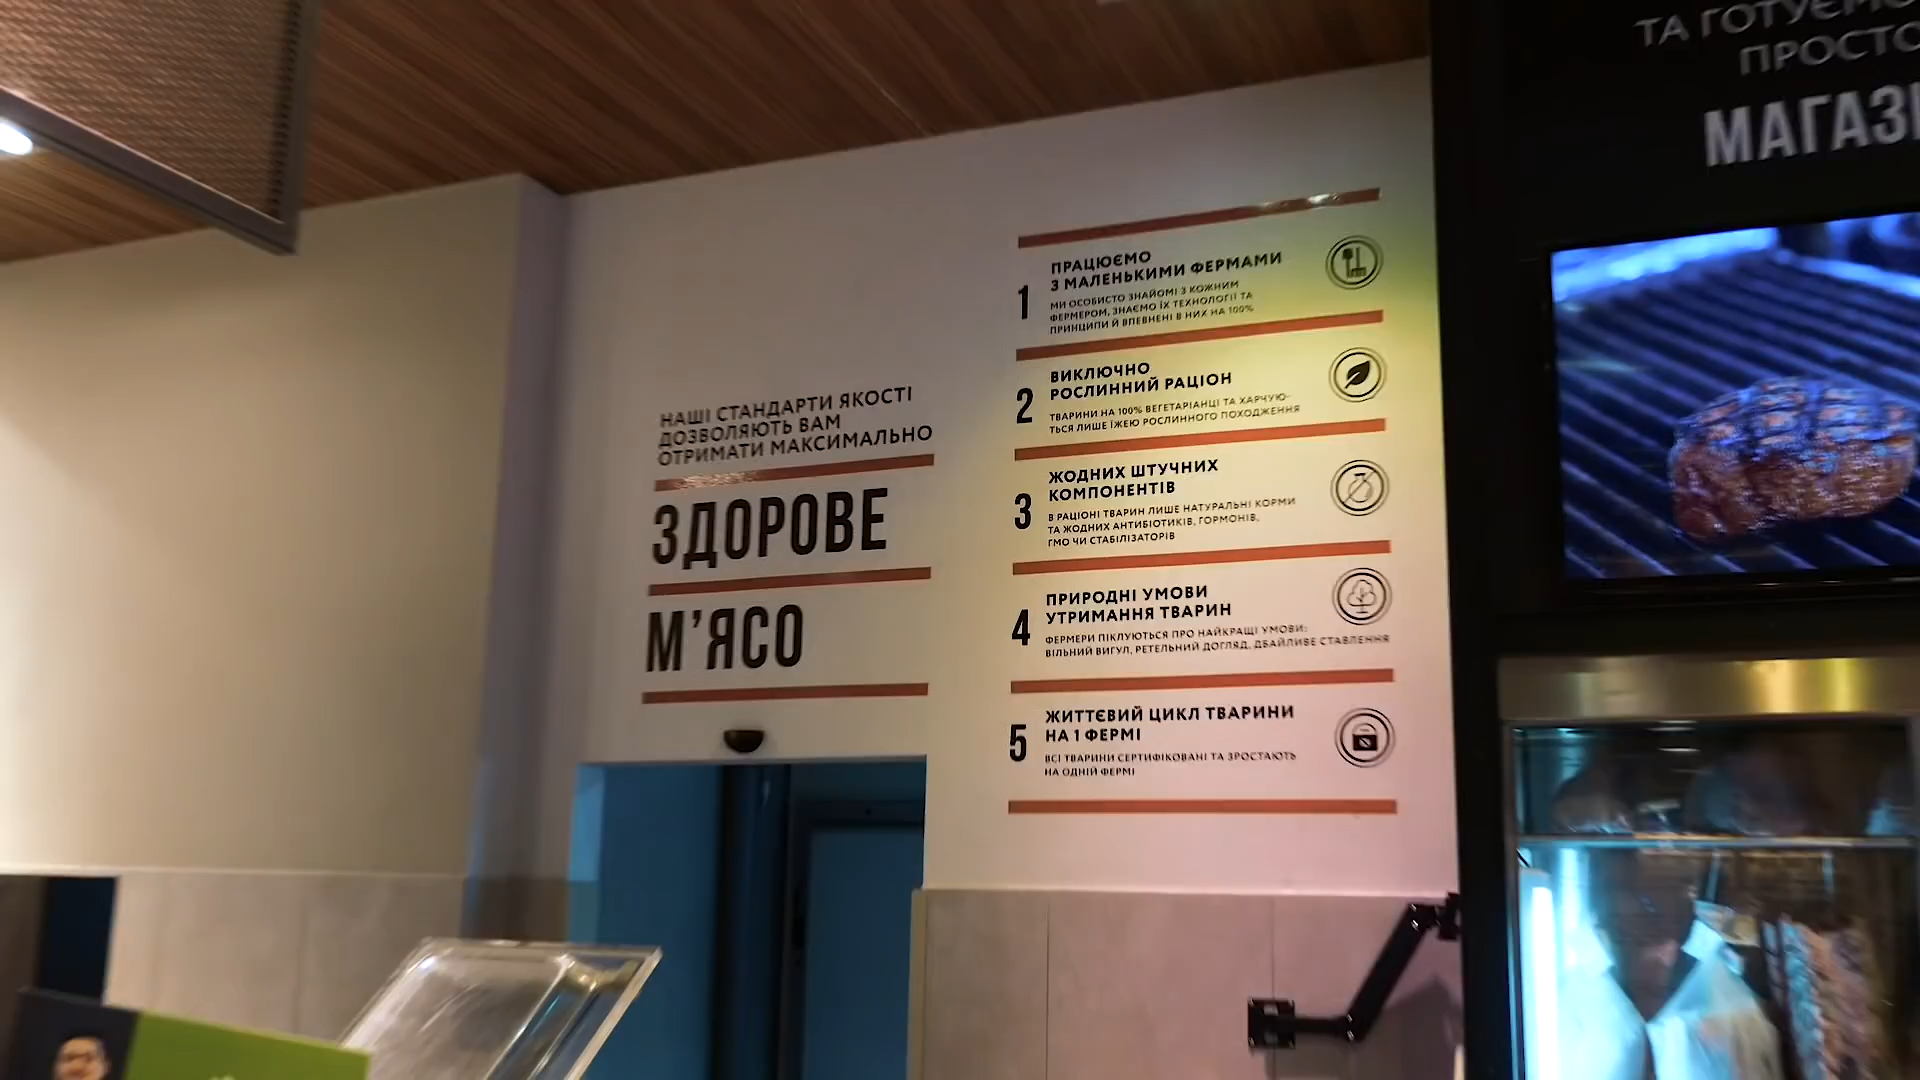 НАШІ СТАНДАРТИ ЯКОСТІ
ДОЗВОЛЯЮТЬ ВАМ
ОТРИМАТИ МАКСИМАЛЬНО
ЗДОРОВЕ
М’ЯСО
1
ПРАЦЮЄМО
З МАЛЕНЬКИМИ ФЕРМАМИ
МИ ОСОБИСТО ЗНАЙОМІ З КОЖНИМ
ФЕРМЕРОМ, ЗНАЄМО ЇХ ТЕХНОЛОГІЇ ТА
ПРИНЦИПИ Й ВПЕВНЕНІ В НИХ НА 100%
2
ВИКЛЮЧНО
РОСЛИННИЙ РАЦІОН
ТВАРИНИ НА 100% ВЕГЕТАРІАНЦІ ТА ХАРЧУЮ-
ТЬСЯ ЛИШЕ ЇЖЕЮ РОСЛИННОГО ПОХОДЖЕННЯ
3
ЖОДНИХ ШТУЧНИХ
КОМПОНЕНТІВ
В РАЦІОНІ ТВАРИН ЛИШЕ НАТУРАЛЬНІ КОРМИ
ТА ЖОДНИХ АНТИБІОТИКІВ, ГОРМОНІВ,
ГМО ЧИ СТАБІЛІЗАТОРІВ
4
ПРИРОДНІ УМОВИ
УТРИМАННЯ ТВАРИН
ФЕРМЕРИ ПІКЛУЮТЬСЯ ПРО НАЙКРАЩІ УМОВИ:
ВІЛЬНИЙ ВИГУЛ, РЕТЕЛЬНИЙ ДОГЛЯД, ДБАЙЛИВЕ СТАВЛЕННЯ
5
ЖИТТЄВИЙ ЦИКЛ ТВАРИНИ
НА 1 ФЕРМІ
ВСІ ТВАРИНИ СЕРТИФІКОВАНІ ТА ЗРОСТАЮТЬ
НА ОДНІЙ ФЕРМІ
ТА ГОТУЄМО
ПРОСТО
МАГАЗ